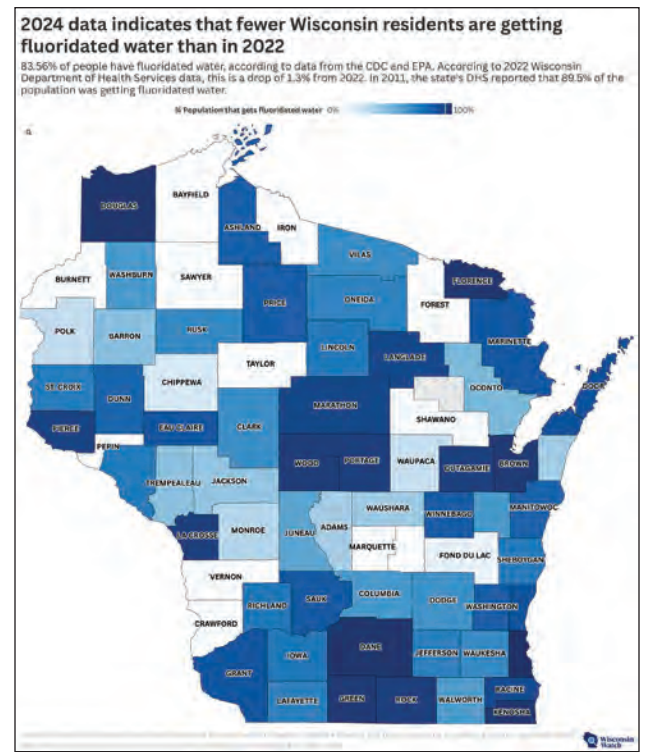 2024 data indicates that fewer Wisconsin residents are getting
fluoridated water than in 2022
83.56% of people have fluoridated water, according to data from the CDC and EPA. According to 2022 Wisconsin
Department of Health Services data, this is a drop of 1.3% from 2022. In 2011, the state's DHS reported that 89.5% of the
population was getting fluoridated water.
% Population that gets fluoridated water 0% 100%
BAYFIELD
DOUGLAS
ASHLAND
IRON
VILAS
BURNETT
WASHBURN
SAWYER
FLORENCE
PRICE
ONEIDA
FOREST
POLK
BARRON
RUSK
MARINETTE
LINCOLN
LANGLADE
TAYLOR
CHIPPEWA
OCONTO
DOOR
ST. CROIX
DUNN
MARATHON
SHAWANO
PIERCE
EAU CLAIRE
CLARK
PEPIN
WOOD
PORTAGE
WAUPACA
OUTAGAMIE
BROWN
TREMPEALEAU
JACKSON
WAUSHARA
WINNEBAGO
MANITOWOC
LA CROSSE
MONROE
JUNEAU
ADAMS
MARQUETTE
FOND DU LAC
SHEBOYGAN
VERNON
COLUMBIA
DODGE
WASHINGTON
RICHLAND
SAUK
CRAWFORD
DANE
JEFFERSON
WAUKESHA
IOWA
GRANT
RACINE
LAFAYETTE
GREEN
ROCK
WALWORTH
KENOSHA
Wisconsin
Watch